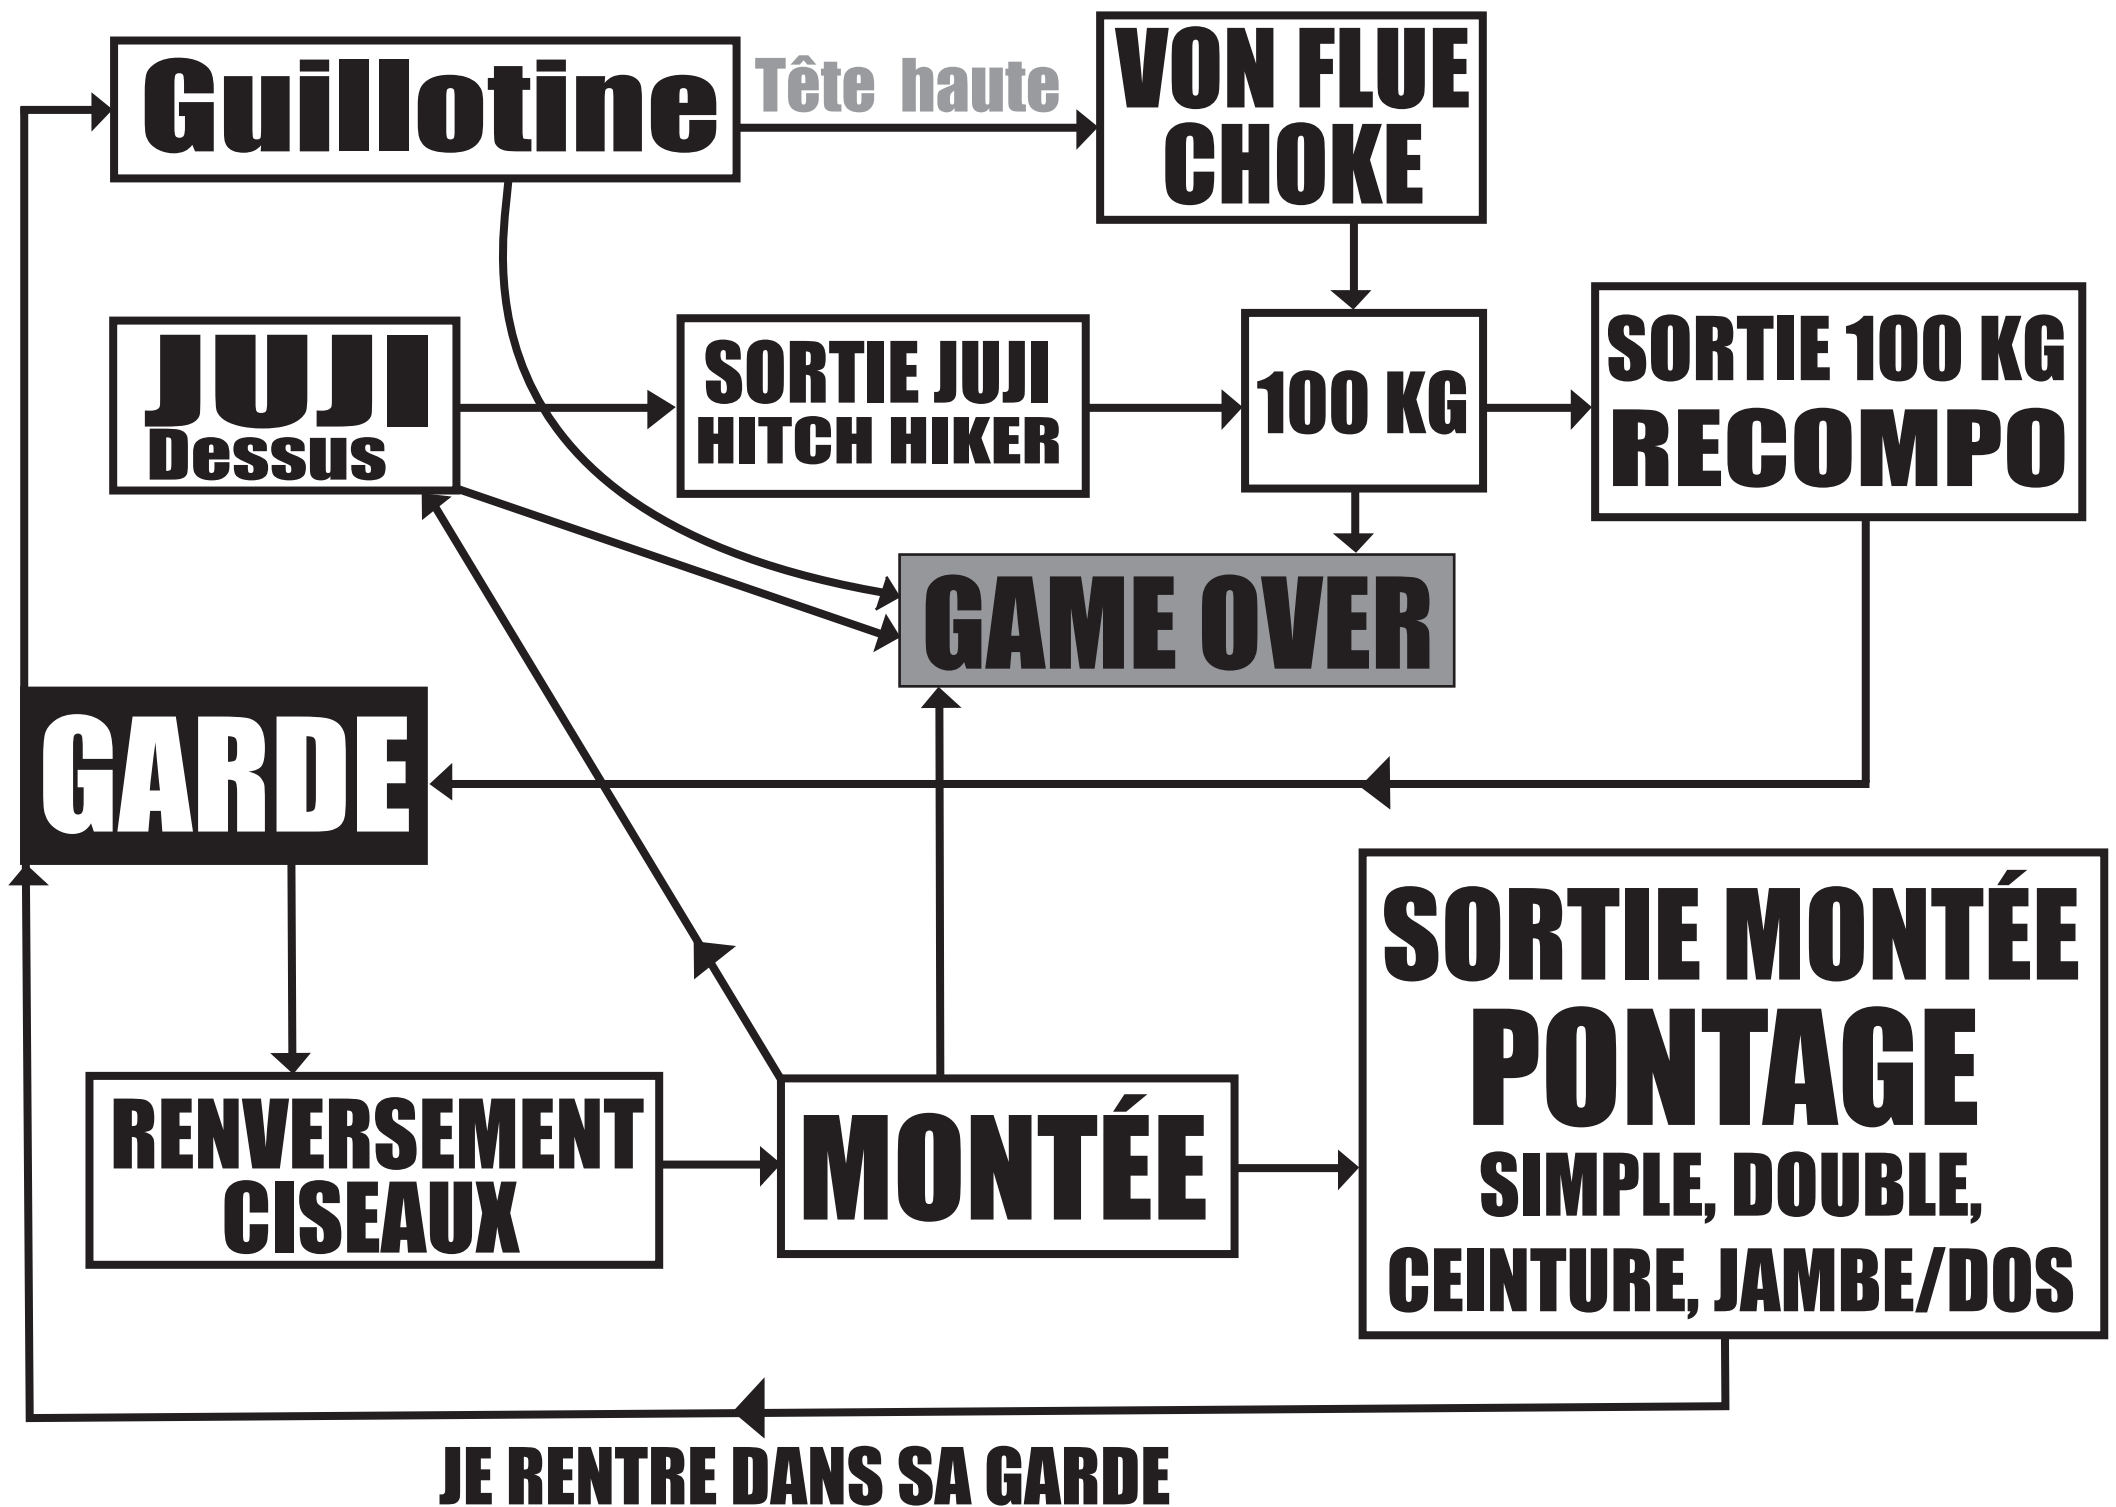 Guillotine
Tête haute
VON FLUE
CHOKE
JUJI
Dessus
SORTIE JUJI
HITCH HIKER
100 KG
SORTIE 100 KG
RECOMPO
GAME OVER
GARDE
RENVERSEMENT
CISEAUX
MONTÉE
SORTIE MONTÉE
PONTAGE
SIMPLE, DOUBLE,
CEINTURE, JAMBE/DOS
JE RENTRE DANS SA GARDE